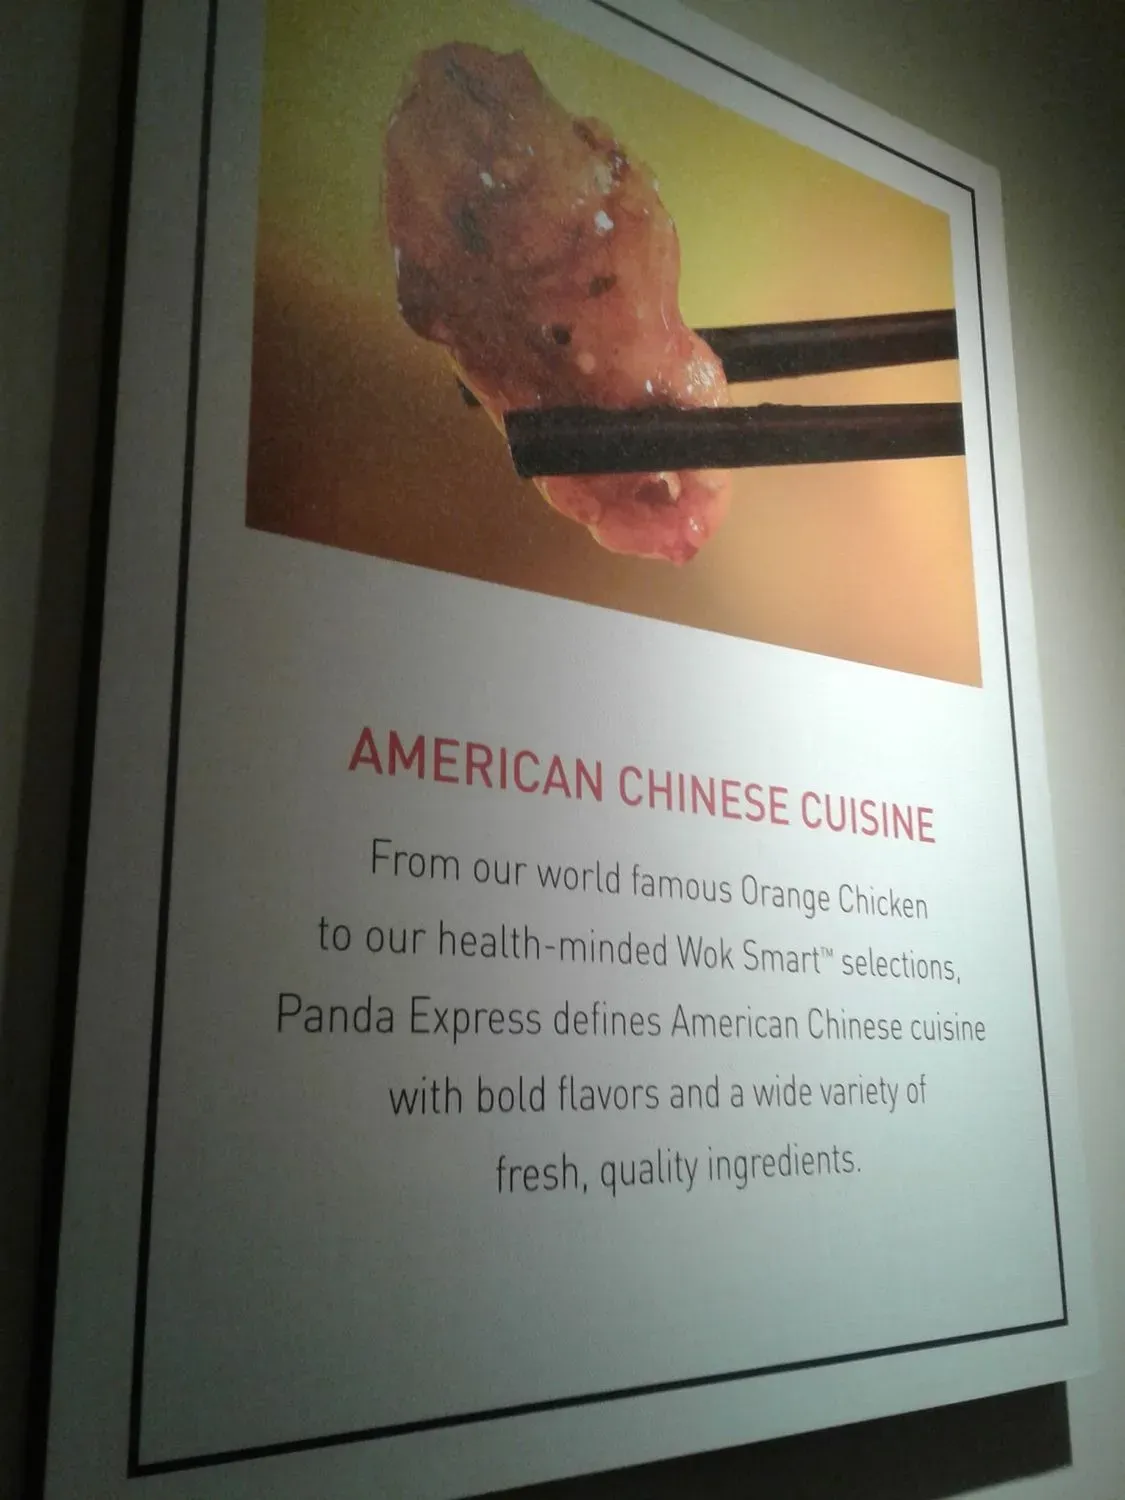 AMERICAN CHINESE CUISINE
From our world famous Orange Chicken
to our health-minded Wok Smart™ selections,
Panda Express defines American Chinese cuisine
with bold flavors and a wide variety of
fresh, quality ingredients.